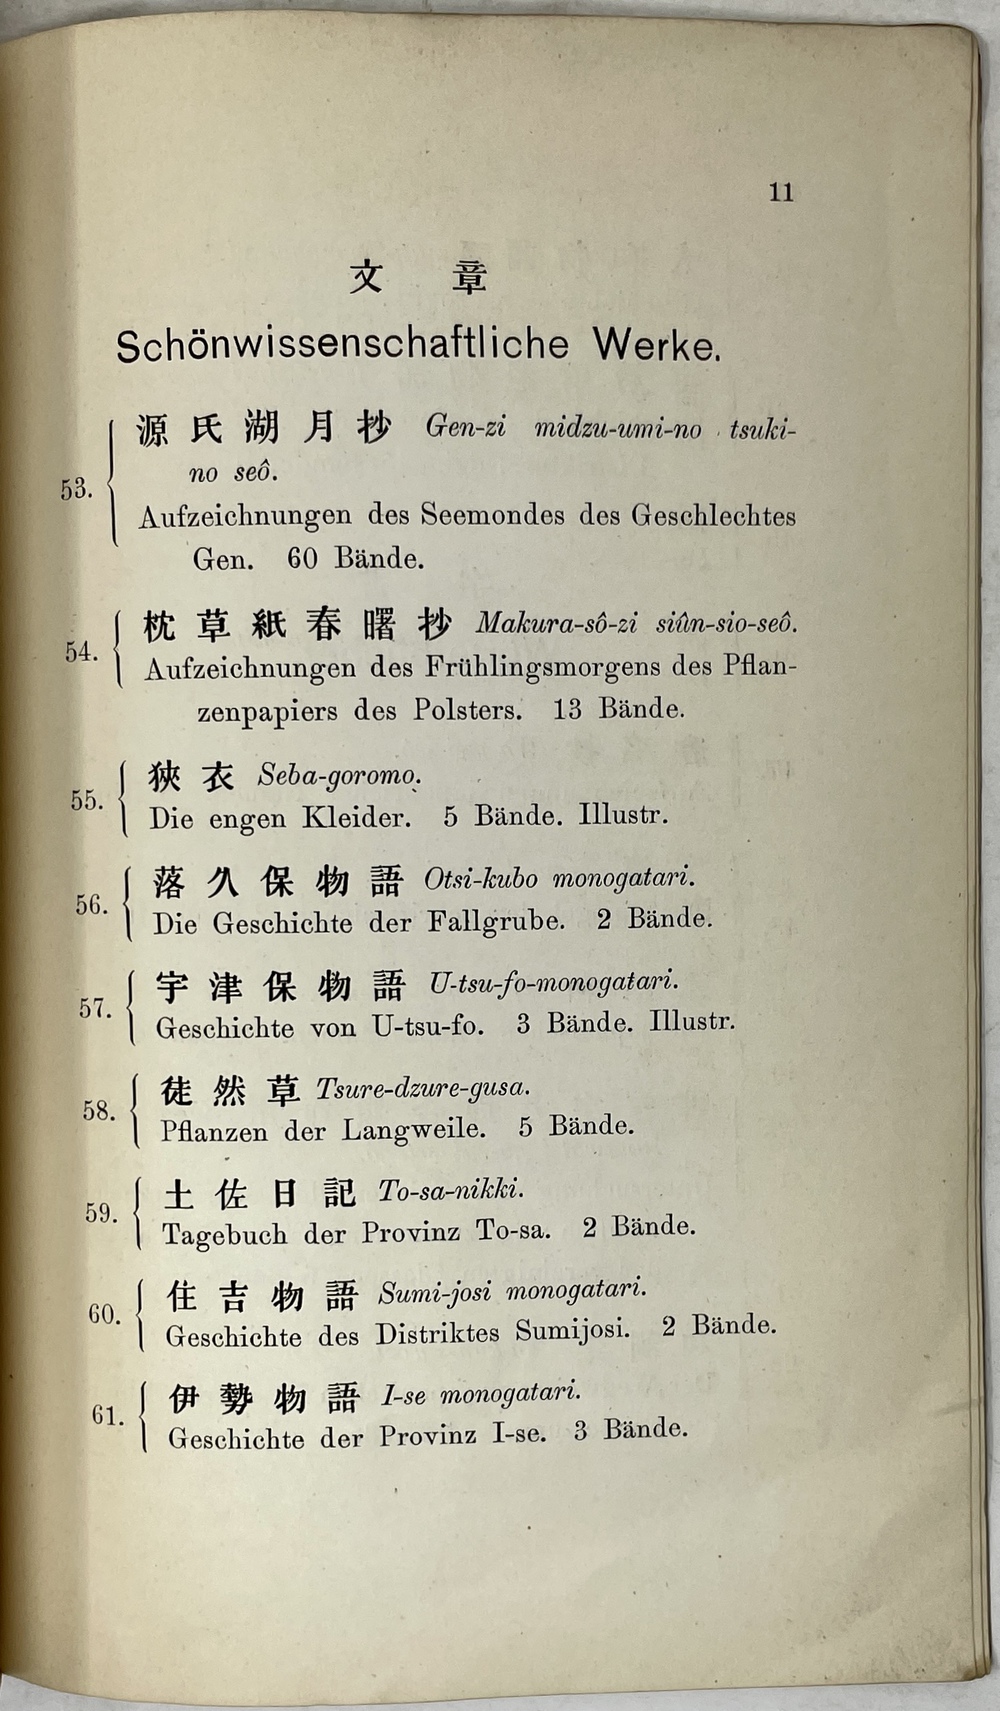 11
文 章
Schönwissenschaftliche Werke.
源 氏 湖 月 抄 Gen-zi midzu-umi-no tsuki-
no seô.
53.
Aufzeichnungen des Seemondes des Geschlechtes
Gen. 60 Bände.
枕 草 紙 春 曙 抄 Makura-sô-zi siûn-sio-seô.
54.
Aufzeichnungen des Frühlingsmorgens des Pflan-
zenpapiers des Polsters. 13 Bände.
狹 衣 Seba-goromo.
55.
Die engen Kleider. 5 Bände. Illustr.
落 久 保 物 語 Otsi-kubo monogatari.
56.
Die Geschichte der Fallgrube. 2 Bände.
宇 津 保 物 語 U-tsu-fo-monogatari.
57.
Geschichte von U-tsu-fo. 3 Bände. Illustr.
徒 然 草 Tsure-dzure-gusa.
58.
Pflanzen der Langweile. 5 Bände.
土 佐 日 記 To-sa-nikki.
59.
Tagebuch der Provinz To-sa. 2 Bände.
住 吉 物 語 Sumi-josi monogatari.
60.
Geschichte des Distriktes Sumijosi. 2 Bände.
伊 勢 物 語 I-se monogatari.
61.
Geschichte der Provinz I-se. 3 Bände.